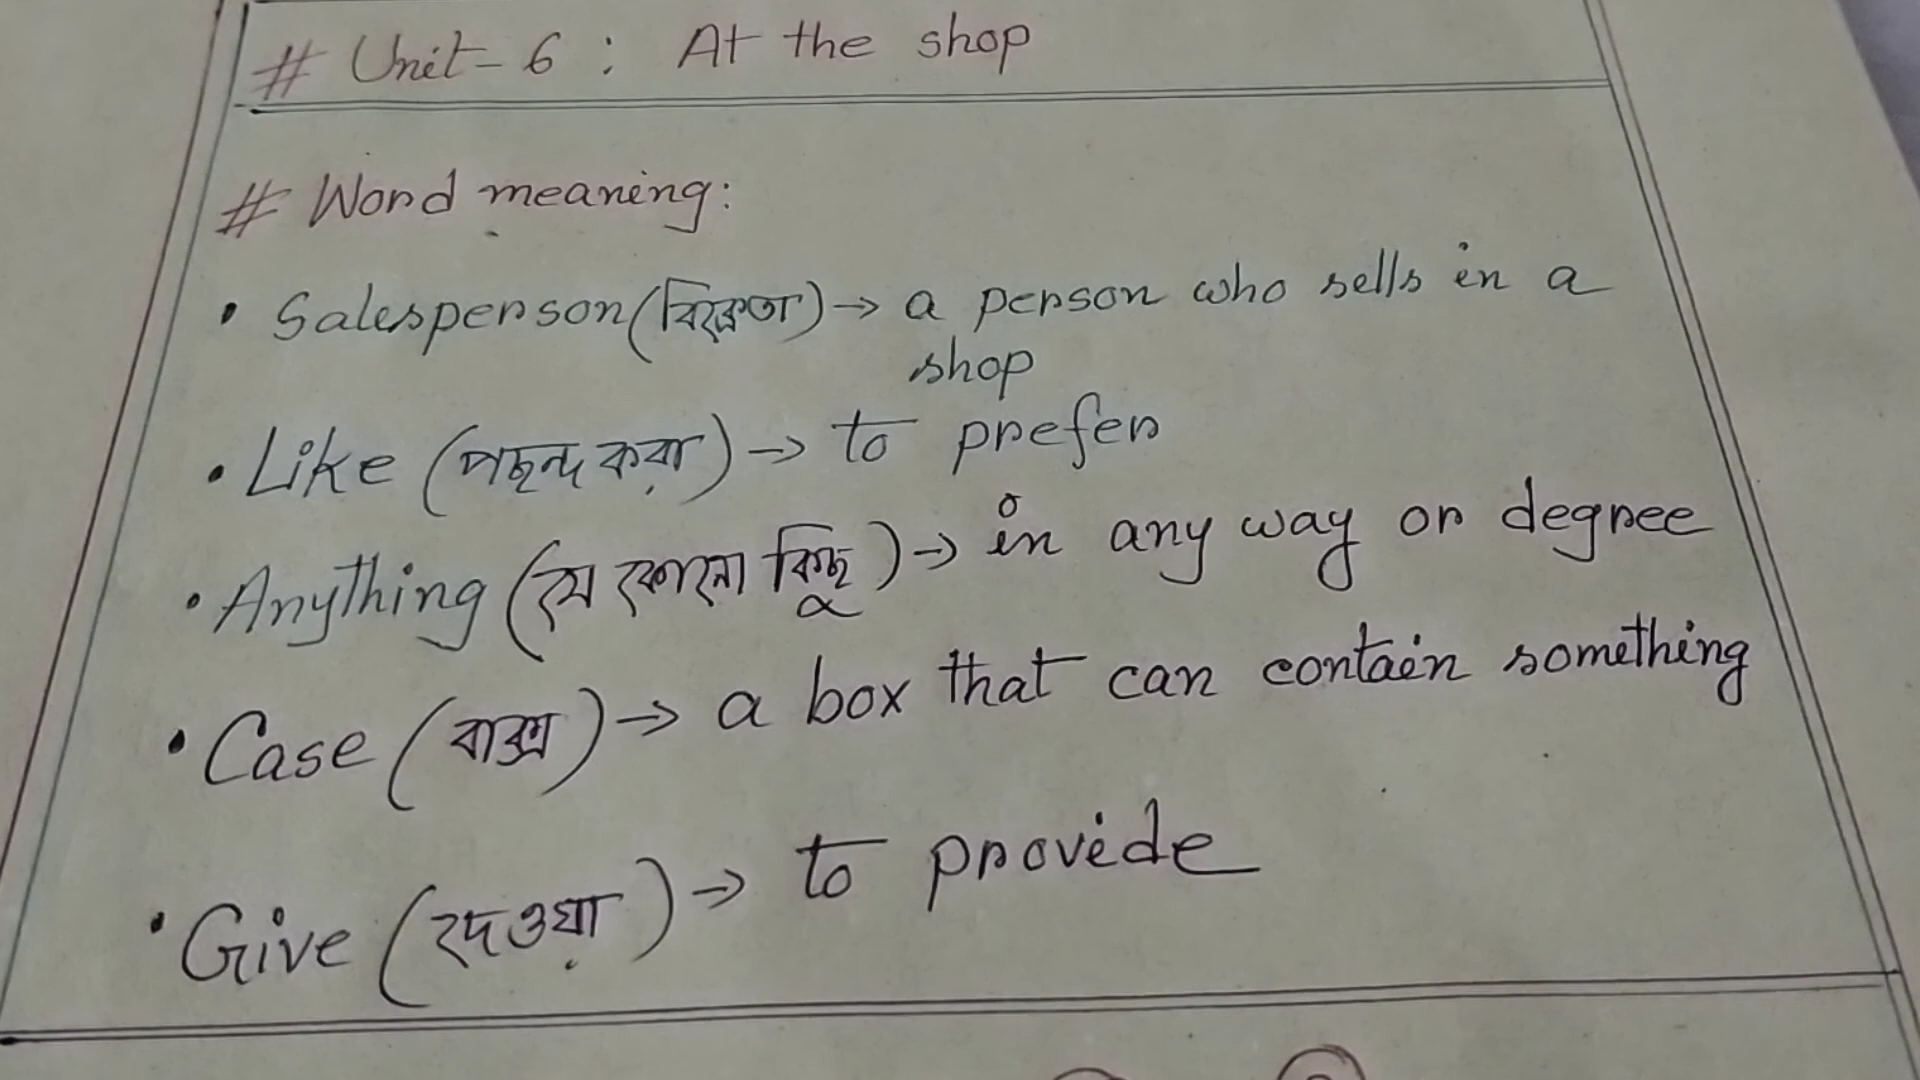 # Unit-6 : At the shop
# Word meaning:
• Salesperson (বিক্রেতা) → a person who sells in a
shop
• Like (পছন্দ করা) → to prefer
• Anything (যে কোনো কিছু) → in any way or degree
• Case (বাক্স) → a box that can contain something
• Give (দেওয়া) → to provide